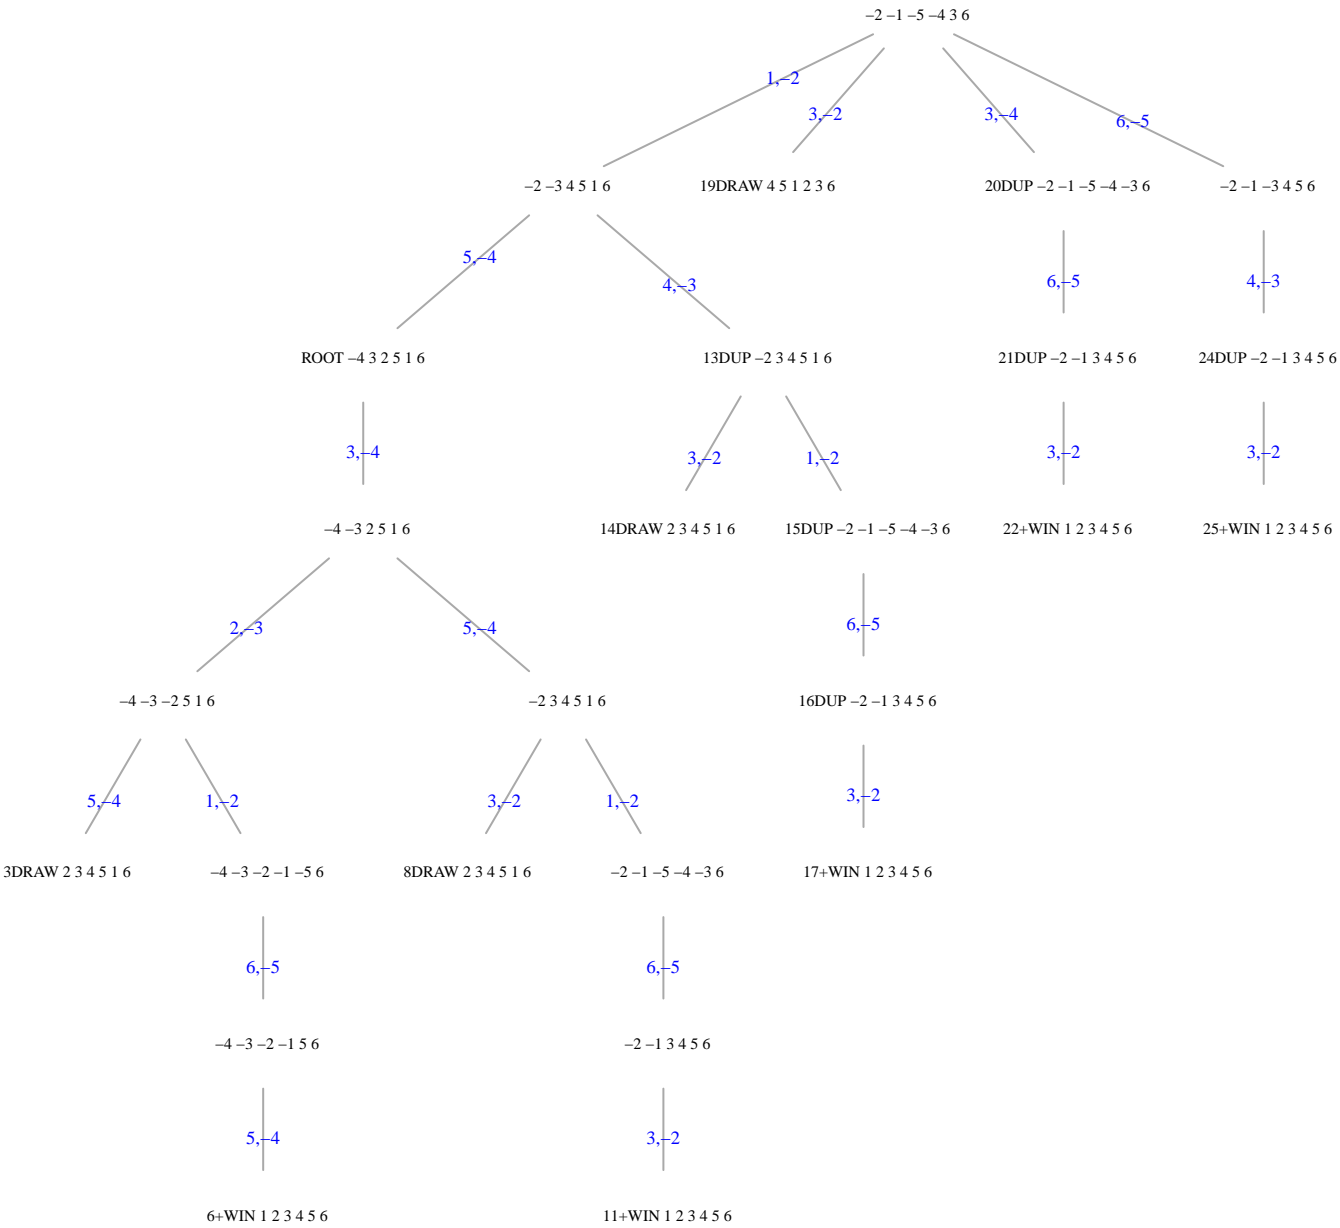 −2 −1 −5 −4 3 6
1,−2
3,−2
3,−4
6,−5
−2 −3 4 5 1 6
19DRAW 4 5 1 2 3 6
20DUP −2 −1 −5 −4 −3 6
−2 −1 −3 4 5 6
5,−4
4,−3
6,−5
4,−3
ROOT −4 3 2 5 1 6
13DUP −2 3 4 5 1 6
21DUP −2 −1 3 4 5 6
24DUP −2 −1 3 4 5 6
3,−4
3,−2
1,−2
3,−2
3,−2
−4 −3 2 5 1 6
14DRAW 2 3 4 5 1 6
15DUP −2 −1 −5 −4 −3 6
22+WIN 1 2 3 4 5 6
25+WIN 1 2 3 4 5 6
2,−3
5,−4
6,−5
−4 −3 −2 5 1 6
−2 3 4 5 1 6
16DUP −2 −1 3 4 5 6
5,−4
1,−2
3,−2
1,−2
3,−2
3DRAW 2 3 4 5 1 6
−4 −3 −2 −1 −5 6
8DRAW 2 3 4 5 1 6
−2 −1 −5 −4 −3 6
17+WIN 1 2 3 4 5 6
6,−5
6,−5
−4 −3 −2 −1 5 6
−2 −1 3 4 5 6
5,−4
3,−2
6+WIN 1 2 3 4 5 6
11+WIN 1 2 3 4 5 6